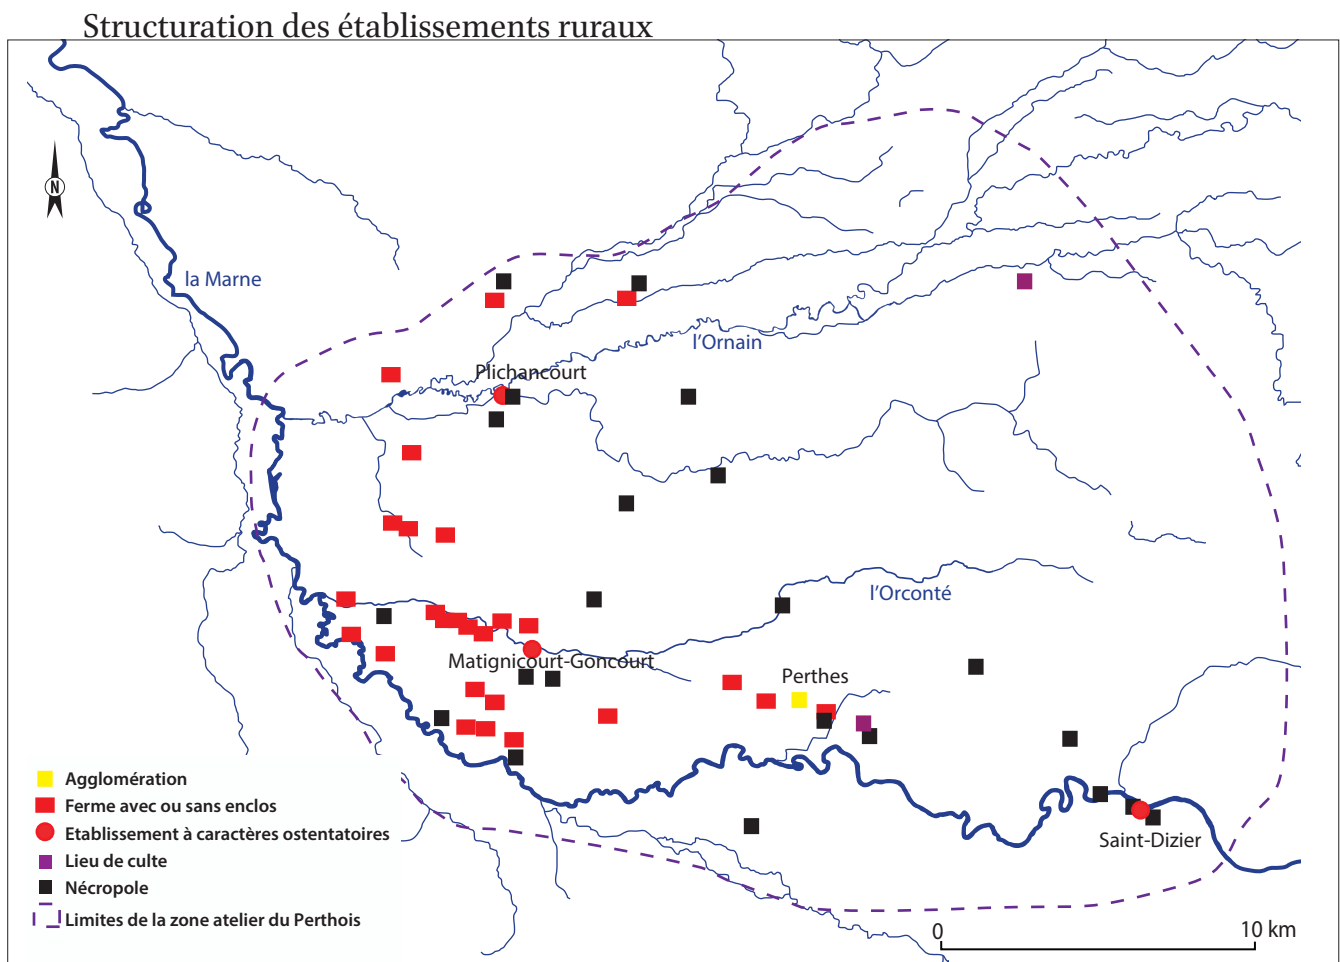 Structuration des établissements ruraux
N
la Marne
l'Ornain
Plichancourt
l'Orconté
Matignicourt-Goncourt
Perthes
Saint-Dizier
Agglomération
Ferme avec ou sans enclos
Etablissement à caractères ostentatoires
Lieu de culte
Nécropole
Limites de la zone atelier du Perthois
0 10 km